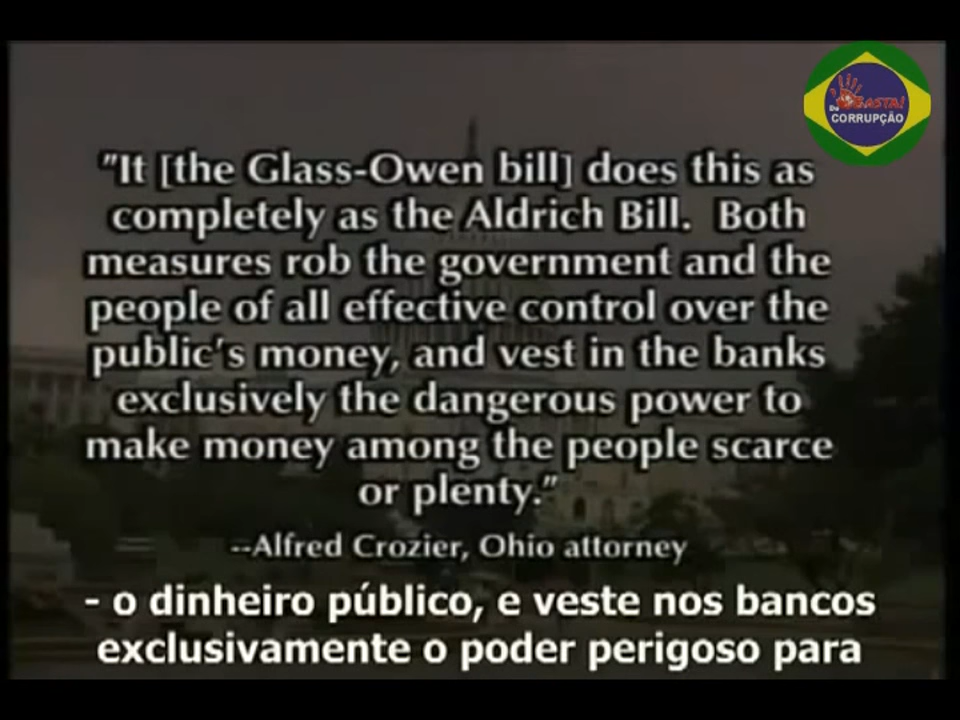 De BASTA!
CORRUPÇÃO
"It [the Glass-Owen bill] does this as
completely as the Aldrich Bill. Both
measures rob the government and the
people of all effective control over the
public's money, and vest in the banks
exclusively the dangerous power to
make money among the people scarce
or plenty."
--Alfred Crozier, Ohio attorney
- o dinheiro público, e veste nos bancos
exclusivamente o poder perigoso para